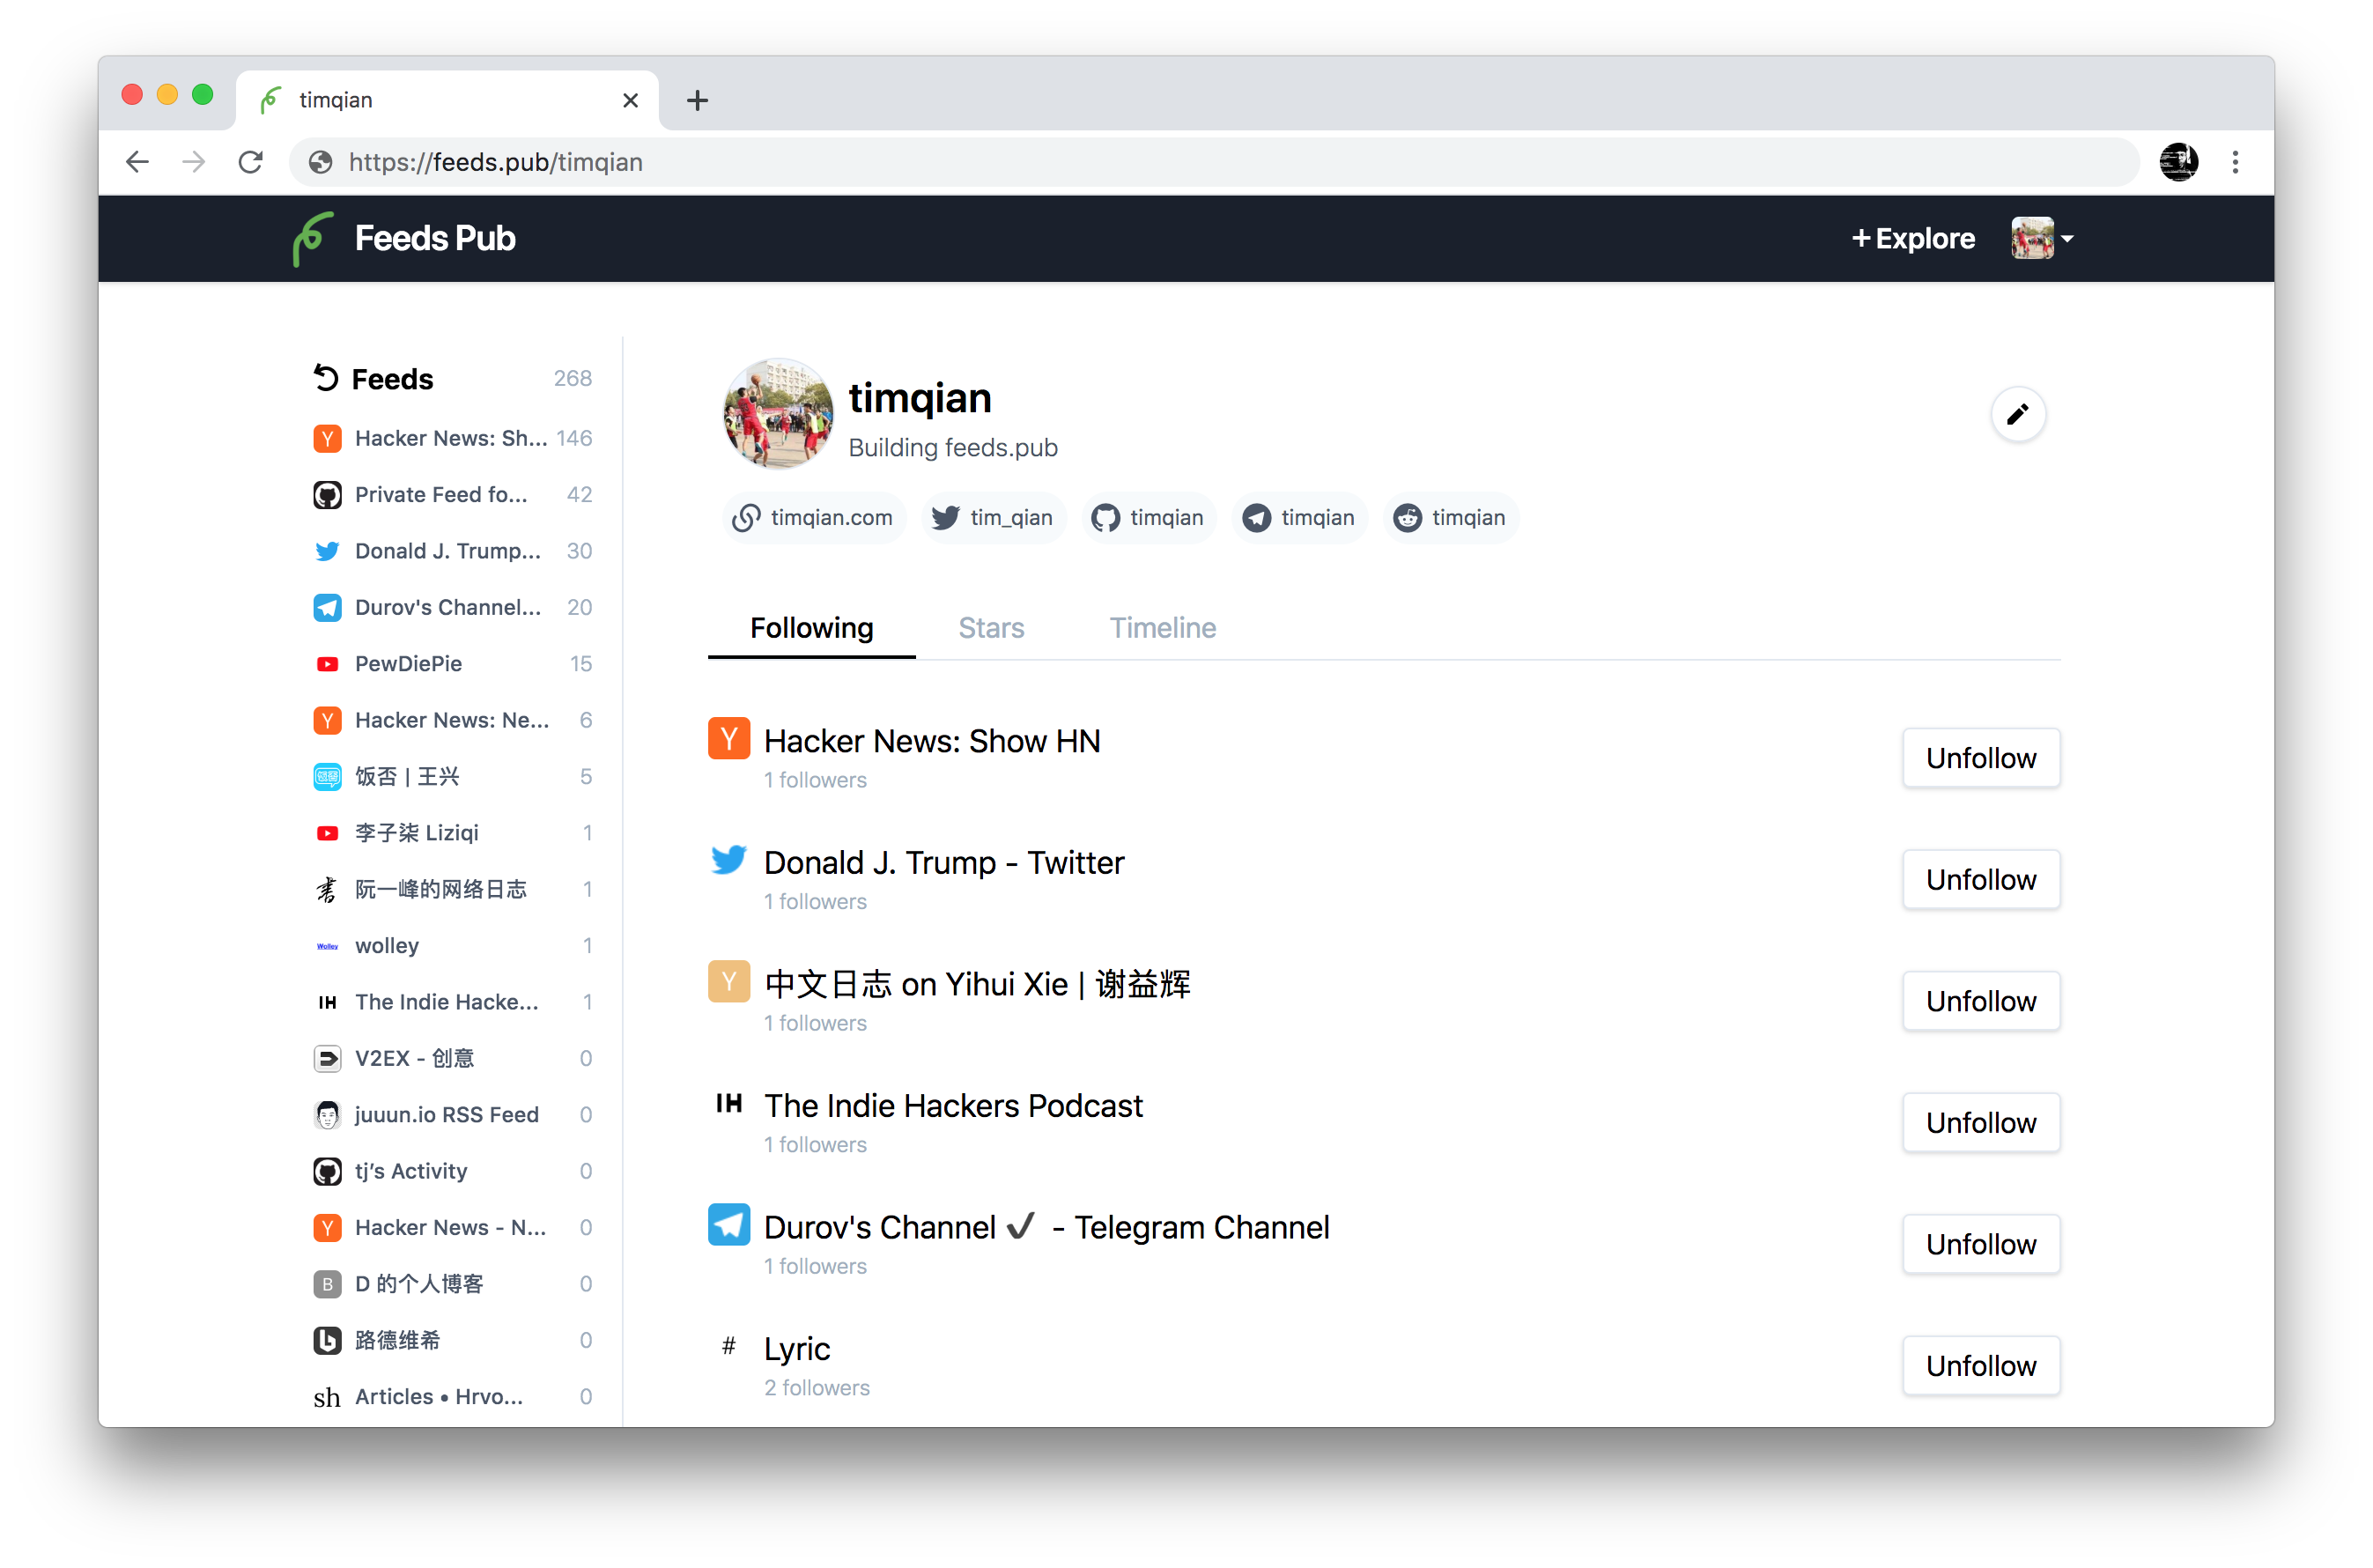 timqian
https://feeds.pub/timqian
Feeds Pub
+ Explore
Feeds 268
Y Hacker News: Sh... 146
Private Feed fo... 42
Donald J. Trump... 30
Durov's Channel... 20
PewDiePie 15
Y Hacker News: Ne... 6
饭否 | 王兴 5
李子柒 Liziqi 1
阮一峰的网络日志 1
Wolley wolley 1
IH The Indie Hacke... 1
V2EX - 创意 0
juuun.io RSS Feed 0
tj’s Activity 0
Y Hacker News - N... 0
B D 的个人博客 0
路德维希 0
sh Articles • Hrvo... 0
timqian
Building feeds.pub
timqian.com tim_qian timqian timqian timqian
Following Stars Timeline
Y Hacker News: Show HN
1 followers
Unfollow
Donald J. Trump - Twitter
1 followers
Unfollow
Y 中文日志 on Yihui Xie | 谢益辉
1 followers
Unfollow
IH The Indie Hackers Podcast
1 followers
Unfollow
Durov's Channel ✔ - Telegram Channel
1 followers
Unfollow
# Lyric
2 followers
Unfollow